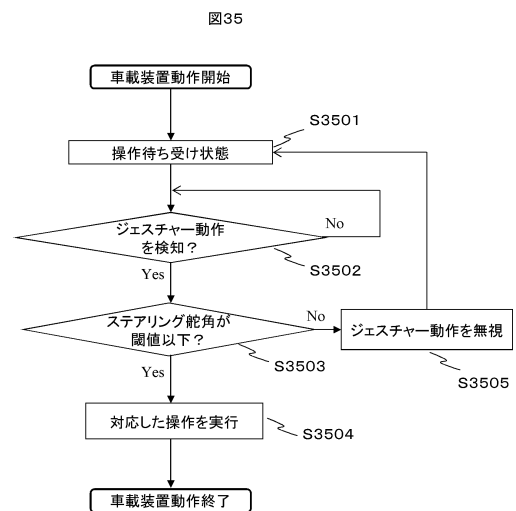 図35
車載装置動作開始
S3501
操作待ち受け状態
ジェスチャー動作
を検知？
No
S3502
Yes
ステアリング舵角が
閾値以下？
No
ジェスチャー動作を無視
S3503
S3505
Yes
対応した操作を実行
S3504
車載装置動作終了